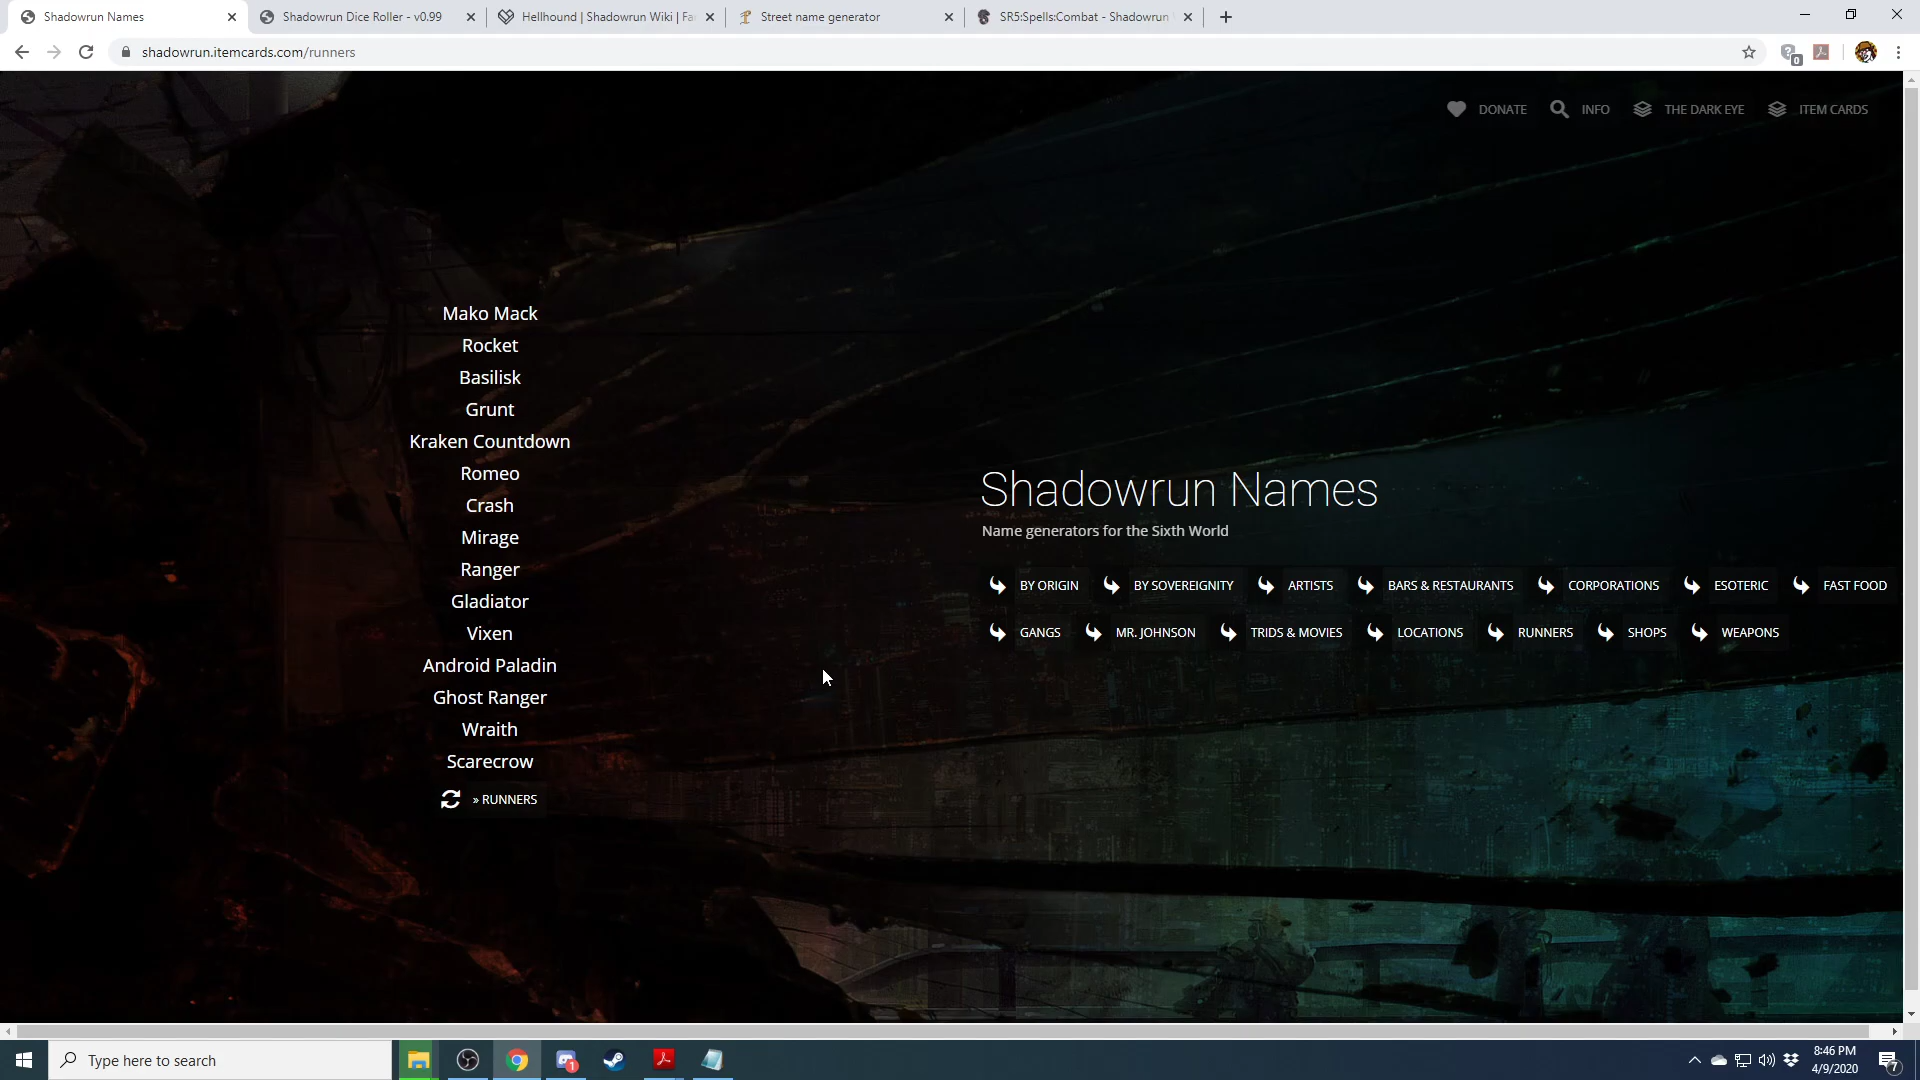 Shadowrun Names
Shadowrun Dice Roller - v0.99
Hellhound | Shadowrun Wiki | Fa
Street name generator
SR5:Spells:Combat - Shadowrun
shadowrun.itemcards.com/runners
0
DONATE
INFO
THE DARK EYE
ITEM CARDS
Mako Mack
Rocket
Basilisk
Grunt
Kraken Countdown
Romeo
Crash
Mirage
Ranger
Gladiator
Vixen
Android Paladin
Ghost Ranger
Wraith
Scarecrow
» RUNNERS
Shadowrun Names
Name generators for the Sixth World
BY ORIGIN
BY SOVEREIGNITY
ARTISTS
BARS & RESTAURANTS
CORPORATIONS
ESOTERIC
FAST FOOD
GANGS
MR. JOHNSON
TRIDS & MOVIES
LOCATIONS
RUNNERS
SHOPS
WEAPONS
Type here to search
1
8:46 PM
4/9/2020
7